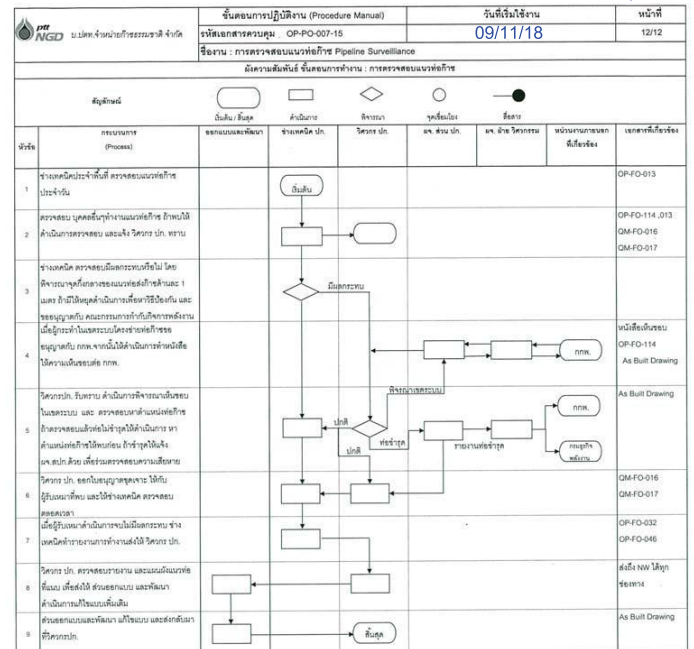 ขั้นตอนการปฏิบัติงาน (Procedure Manual)
วันที่เริ่มใช้งาน
หน้าที่
ptt
NGD
บ.ปตท.จำหน่ายก๊าซธรรมชาติ จำกัด
รหัสเอกสารควบคุม OP-PO-007-15
09/11/18
12/12
ชื่องาน : การตรวจสอบแนวท่อก๊าซ Pipeline Surveilliance
ผังความสัมพันธ์ ขั้นตอนการทำงาน : การตรวจสอบแนวท่อก๊าซ
สัญลักษณ์
เริ่มต้น / สิ้นสุด
ดำเนินการ
พิจารณา
จุดเชื่อมโยง
สื่อสาร
หัวข้อ
กระบวนการ
(Process)
ออกแบบและพัฒนา
ช่างเทคนิค ปก.
วิศวกร ปก.
ผจ. ส่วน ปก.
ผจ. ฝ่าย วิศวกรรม
หน่วยงานภายนอก
ที่เกี่ยวข้อง
เอกสารที่เกี่ยวข้อง
1
ช่างเทคนิคประจำพื้นที่ ตรวจสอบแนวท่อก๊าซ
ประจำวัน
เริ่มต้น
OP-FO-013
2
ตรวจสอบ บุคคลอื่นๆทำงานแนวท่อก๊าซ ถ้าพบให้
ดำเนินการตรวจสอบ และแจ้ง วิศวกร ปก. ทราบ
OP-FO-114 ,013
QM-FO-016
QM-FO-017
3
ช่างเทคนิค ตรวจสอบมีผลกระทบหรือไม่ โดย
พิจารณาจุดกึ่งกลางของแนวท่อส่งก๊าซด้านละ 1
เมตร ถ้ามีให้หยุดดำเนินการเพื่อหาวิธีป้องกัน และ
ขออนุญาตกับ คณะกรรมการกำกับกิจการพลังงาน
มีผลกระทบ
4
เมื่อผู้กระทำในเขตระบบโครงข่ายท่อก๊าซขอ
อนุญาตกับ กกพ.จากนั้นให้ดำเนินการทำหนังสือ
ให้ความเห็นชอบต่อ กกพ.
กกพ.
หนังสือเห็นชอบ
OP-FO-114
As Built Drawing
5
วิศวกรปก. รับทราบ ดำเนินการพิจารณาเห็นชอบ
ในเขตระบบ และ ตรวจสอบหาตำแหน่งท่อก๊าซ
ถ้าตรวจสอบแล้วท่อไม่ชำรุดให้ดำเนินการ หา
ตำแหน่งท่อก๊าซให้พบก่อน ถ้าชำรุดให้แจ้ง
ผจ.สปก.ด้วย เพื่อร่วมตรวจสอบความเสียหาย
พิจรณาเขตระบบ
ปกติ
ปกติ
ท่อชำรุด
รายงานท่อชำรุด
กกพ.
กรมธุรกิจ
พลังงาน
As Built Drawing
6
วิศวกร ปก. ออกใบอนุญาตขุดเจาะ ให้กับ
ผู้รับเหมาที่พบ และให้ช่างเทคนิค ตรวจสอบ
ตลอดเวลา
QM-FO-016
QM-FO-017
7
เมื่อผู้รับเหมาดำเนินการจบไม่มีผลกระทบ ช่าง
เทคนิคทำรายงานการทำงานส่งให้ วิศวกร ปก.
OP-FO-032
OP-FO-046
8
วิศวกร ปก. ตรวจสอบรายงาน และแผนผังแนวท่อ
ที่แนบ เพื่อส่งให้ ส่วนออกแบบ และพัฒนา
ดำเนินการแก้ไขแบบเพิ่มเติม
ส่งถึง NW ได้ทุก
ช่องทาง
9
ส่วนออกแบบและพัฒนา แก้ไขแบบ และส่งกลับมา
ที่วิศวกรปก.
สิ้นสุด
As Built Drawing